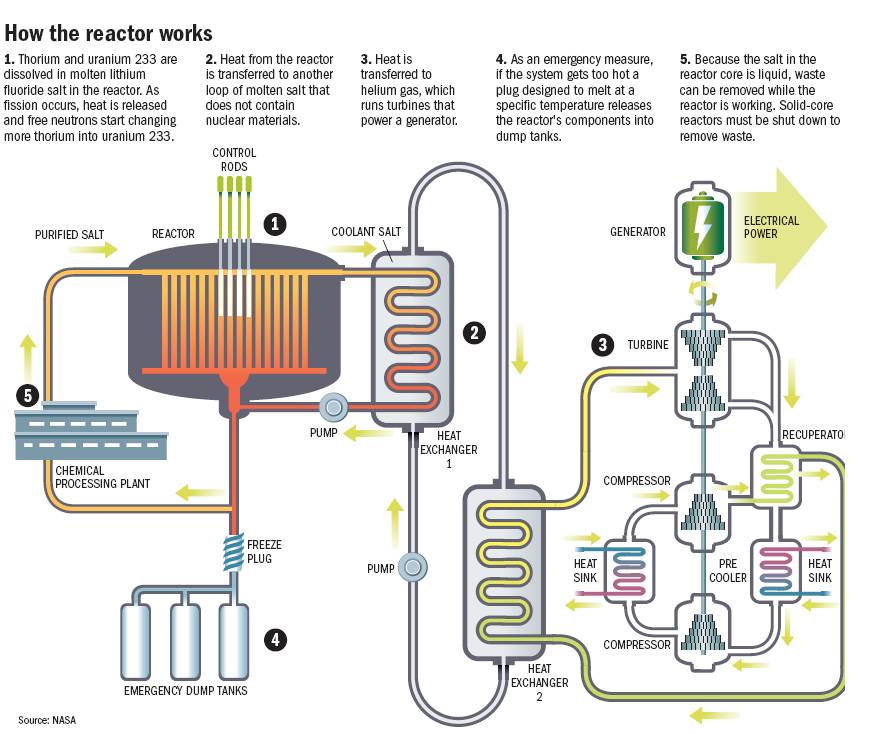 How the reactor works
1. Thorium and uranium 233 are
dissolved in molten lithium
fluoride salt in the reactor. As
fission occurs, heat is released
and free neutrons start changing
more thorium into uranium 233.
2. Heat from the reactor
is transferred to another
loop of molten salt that
does not contain
nuclear materials.
3. Heat is
transferred to
helium gas, which
runs turbines that
power a generator.
4. As an emergency measure,
if the system gets too hot a
plug designed to melt at a
specific temperature releases
the reactor's components into
dump tanks.
5. Because the salt in the
reactor core is liquid, waste
can be removed while the
reactor is working. Solid-core
reactors must be shut down to
remove waste.
CONTROL
RODS
1
PURIFIED SALT
REACTOR
COOLANT SALT
GENERATOR
ELECTRICAL
POWER
2
3
TURBINE
5
PUMP
HEAT
EXCHANGER
1
RECUPERATO
CHEMICAL
PROCESSING PLANT
COMPRESSOR
FREEZE
PLUG
PUMP
HEAT
SINK
PRE
COOLER
HEAT
SINK
4
COMPRESSOR
EMERGENCY DUMP TANKS
HEAT
EXCHANGER
2
Source: NASA